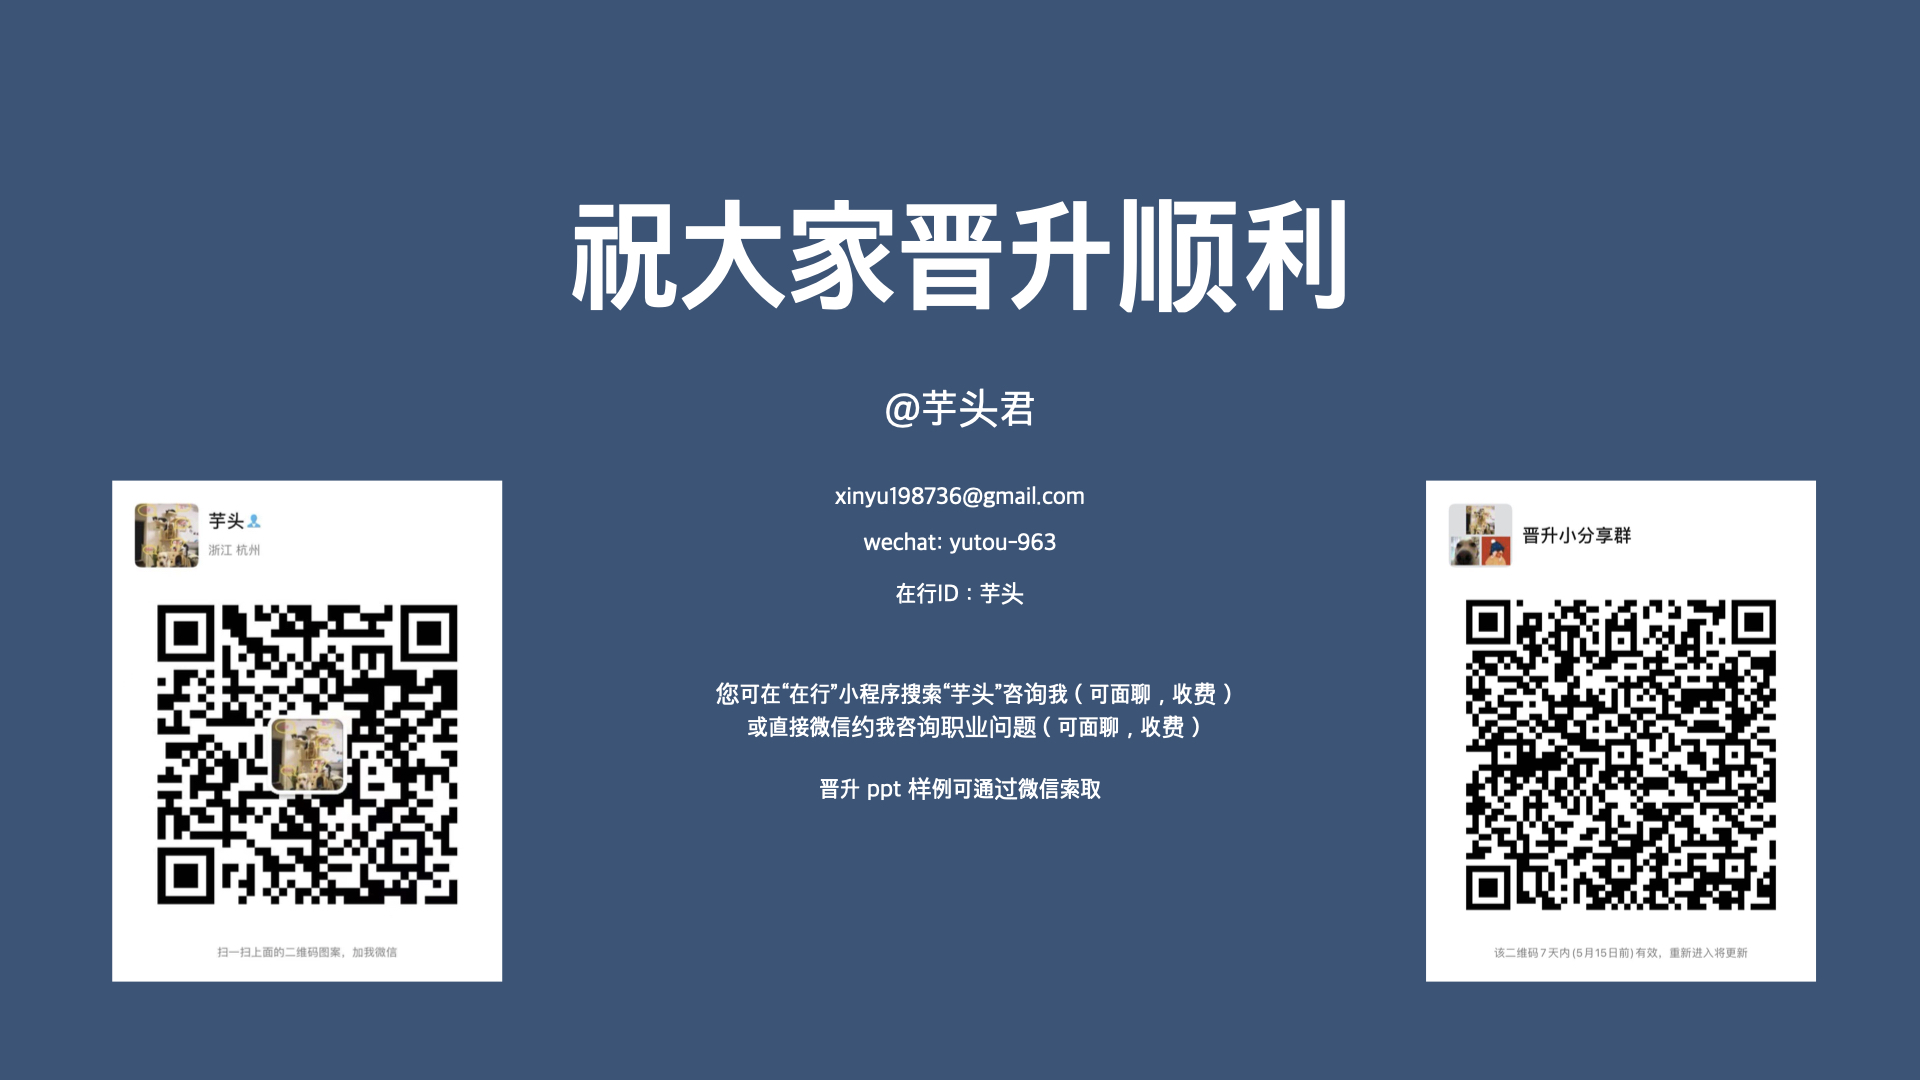 祝大家晋升顺利
@芋头君
xinyu198736@gmail.com
wechat: yutou-963
在行ID：芋头
您可在“在行”小程序搜索“芋头”咨询我（可面聊，收费）
或直接微信约我咨询职业问题（可面聊，收费）
晋升 ppt 样例可通过微信索取
芋头
浙江 杭州
扫一扫上面的二维码图案，加我微信
晋升小分享群
该二维码7天内(5月15日前)有效，重新进入将更新